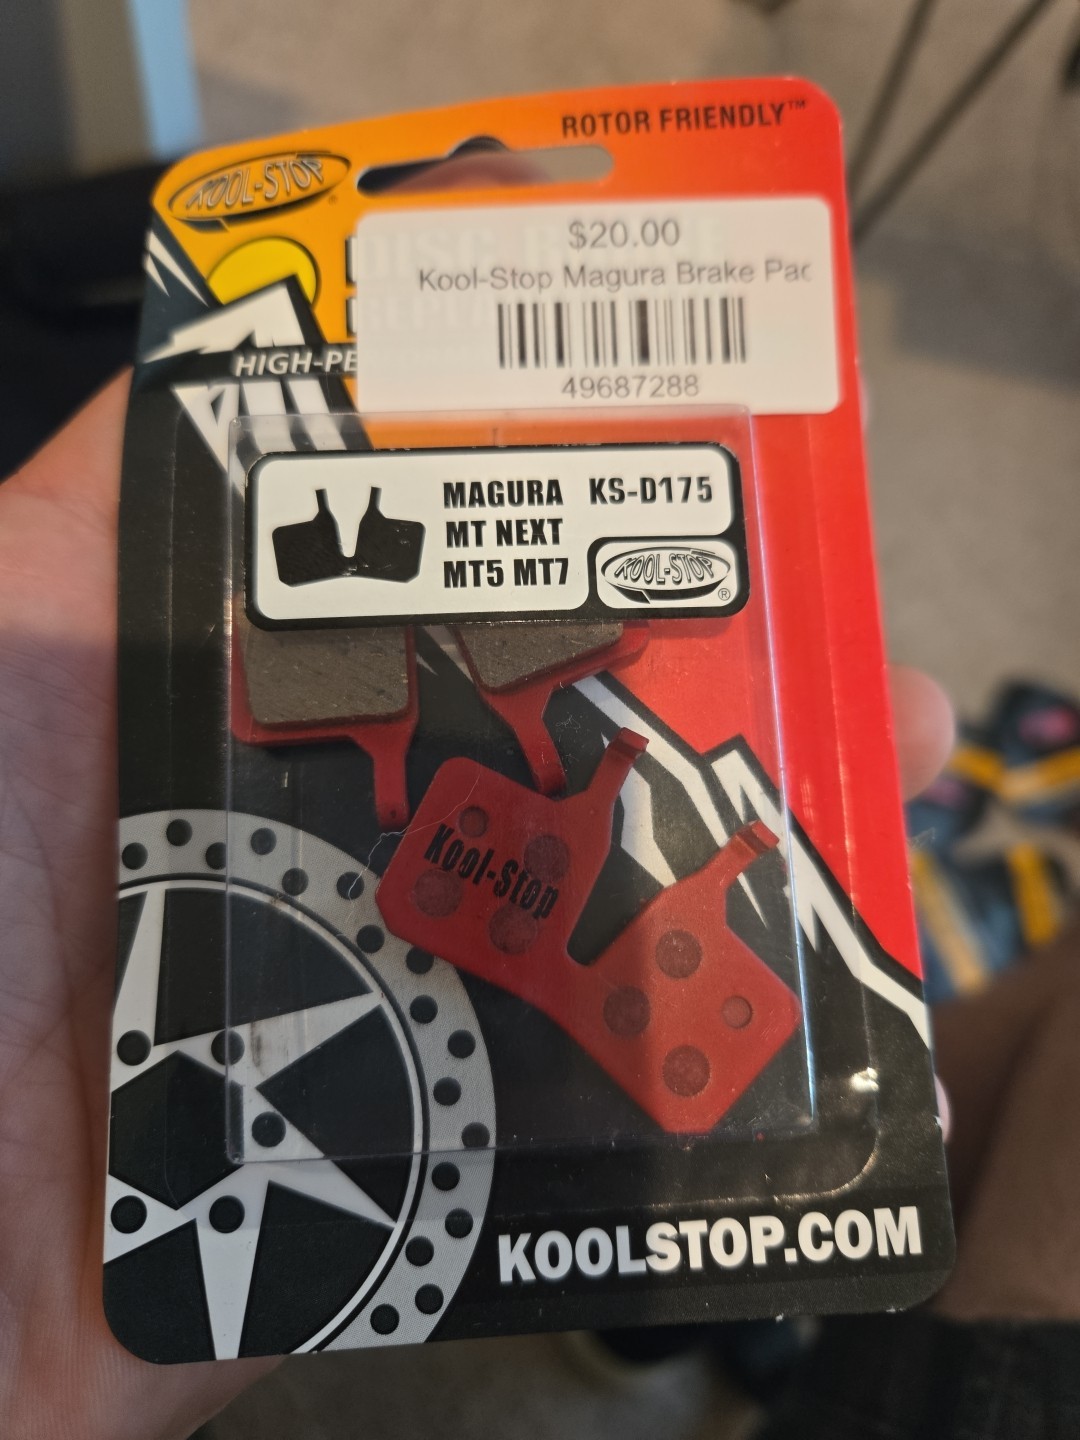 ROTOR FRIENDLY™
KOOL-STOP
$20.00
Kool-Stop Magura Brake Pad
HIGH-PE
49687288
MAGURA KS-D175
MT NEXT
MT5 MT7
KOOL-STOP®
Kool-Stop
KOOLSTOP.COM